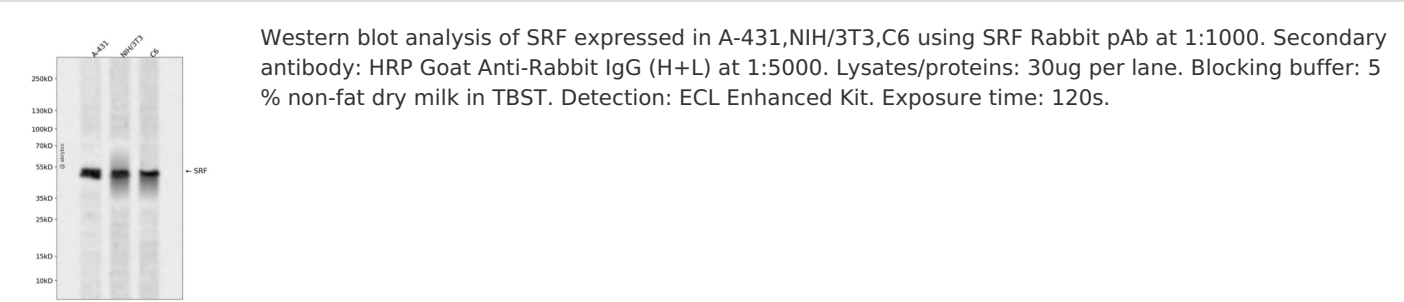 A-431
NIH/3T3
C6
250kD
130kD
100kD
70kD
55kD
35kD
25kD
15kD
10kD
@ abybio
← SRF
Western blot analysis of SRF expressed in A-431,NIH/3T3,C6 using SRF Rabbit pAb at 1:1000. Secondary
antibody: HRP Goat Anti-Rabbit IgG (H+L) at 1:5000. Lysates/proteins: 30ug per lane. Blocking buffer: 5
% non-fat dry milk in TBST. Detection: ECL Enhanced Kit. Exposure time: 120s.